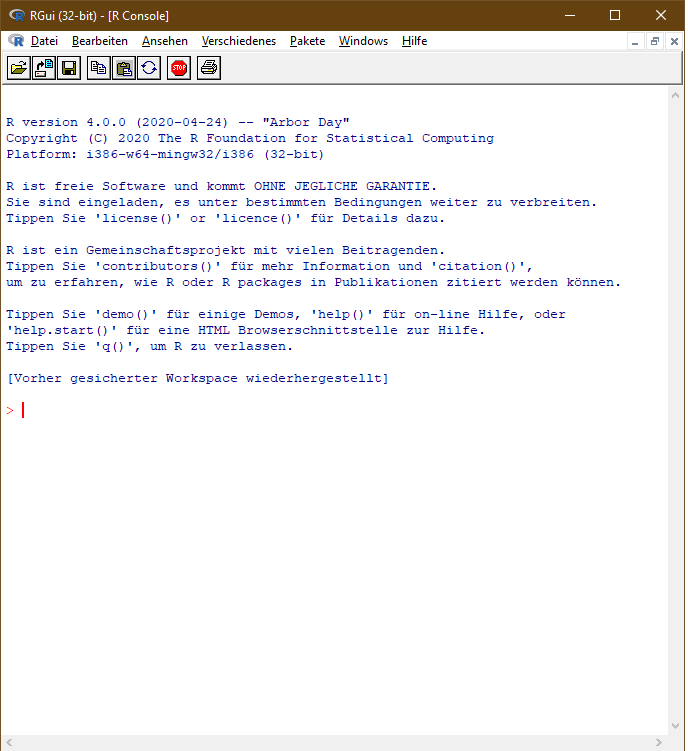 RGui (32-bit) - [R Console]
Datei Bearbeiten Ansehen Verschiedenes Pakete Windows Hilfe
STOP
R version 4.0.0 (2020-04-24) -- "Arbor Day"
Copyright (C) 2020 The R Foundation for Statistical Computing
Platform: i386-w64-mingw32/i386 (32-bit)
R ist freie Software und kommt OHNE JEGLICHE GARANTIE.
Sie sind eingeladen, es unter bestimmten Bedingungen weiter zu verbreiten.
Tippen Sie 'license()' or 'licence()' für Details dazu.
R ist ein Gemeinschaftsprojekt mit vielen Beitragenden.
Tippen Sie 'contributors()' für mehr Information und 'citation()',
um zu erfahren, wie R oder R packages in Publikationen zitiert werden können.
Tippen Sie 'demo()' für einige Demos, 'help()' für on-line Hilfe, oder
'help.start()' für eine HTML Browserschnittstelle zur Hilfe.
Tippen Sie 'q()', um R zu verlassen.
[Vorher gesicherter Workspace wiederhergestellt]
>